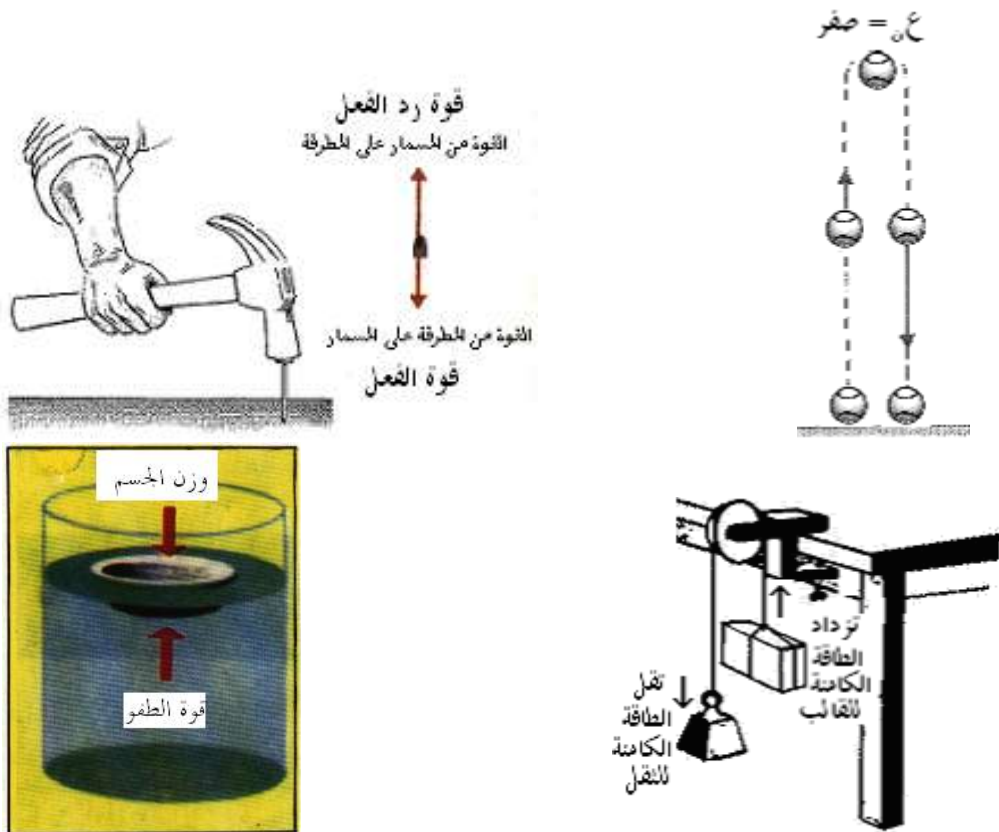 ع ن = صفر
قوة رد الفعل
القوة من المسمار على المطرقة
القوة من المطرقة على المسمار
قوة الفعل
وزن الجسم
قوة الطفو
تزداد
الطاقة
الكامنة
للقالب
تقل
الطاقة
الكامنة
للثقل